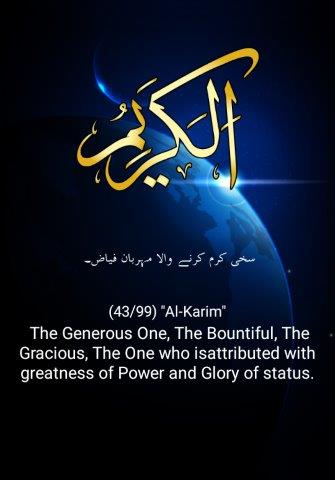 الكَرِيمُ
سخی کرم کرنے والا مہربان فیاض۔
(43/99) "Al-Karim"
The Generous One, The Bountiful, The
Gracious, The One who isattributed with
greatness of Power and Glory of status.